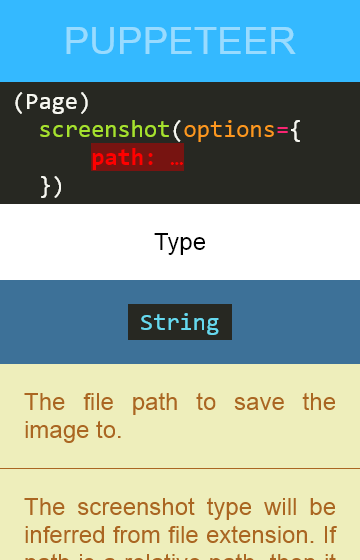 PUPPETEER
(Page)
screenshot(options={
path: …
})
Type
String
The file path to save the
image to.
The screenshot type will be
inferred from file extension. If
path is a relative path, then it